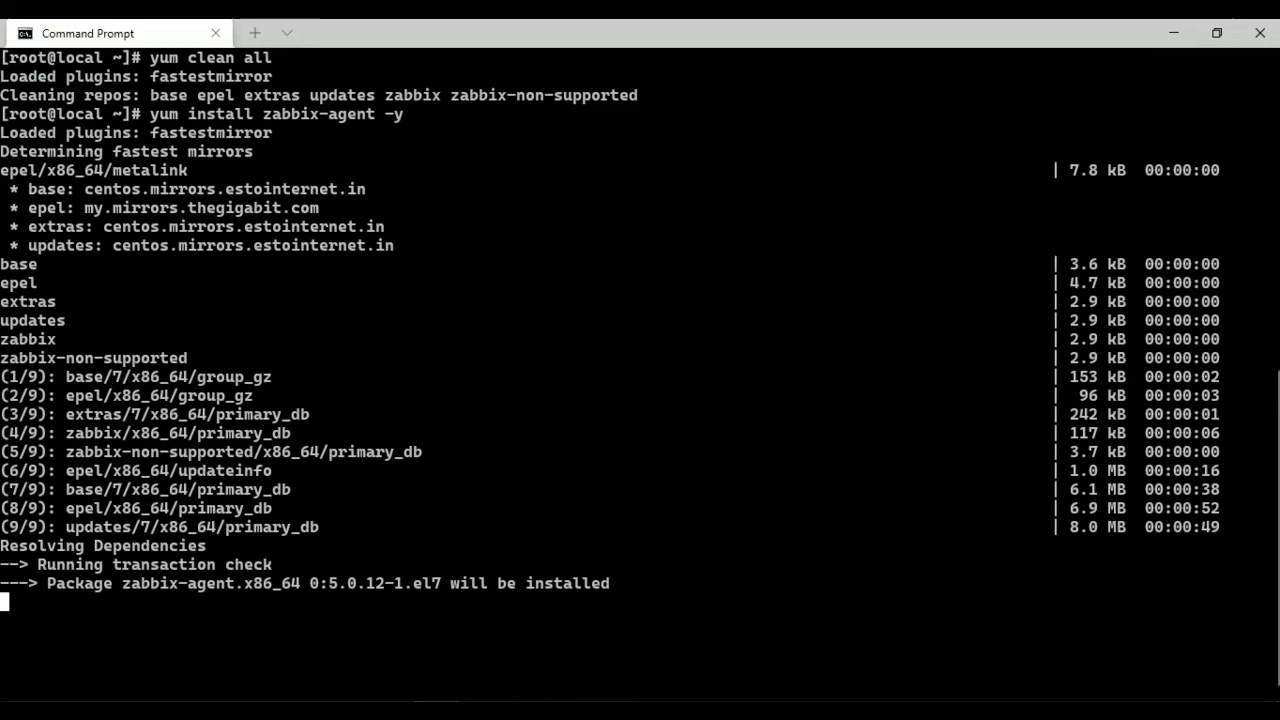 Command Prompt
[root@local ~]# yum clean all
Loaded plugins: fastestmirror
Cleaning repos: base epel extras updates zabbix zabbix-non-supported
[root@local ~]# yum install zabbix-agent -y
Loaded plugins: fastestmirror
Determining fastest mirrors
epel/x86_64/metalink | 7.8 kB 00:00:00
* base: centos.mirrors.estointernet.in
* epel: my.mirrors.thegigabit.com
* extras: centos.mirrors.estointernet.in
* updates: centos.mirrors.estointernet.in
base | 3.6 kB 00:00:00
epel | 4.7 kB 00:00:00
extras | 2.9 kB 00:00:00
updates | 2.9 kB 00:00:00
zabbix | 2.9 kB 00:00:00
zabbix-non-supported | 2.9 kB 00:00:00
(1/9): base/7/x86_64/group_gz | 153 kB 00:00:02
(2/9): epel/x86_64/group_gz | 96 kB 00:00:03
(3/9): extras/7/x86_64/primary_db | 242 kB 00:00:01
(4/9): zabbix/x86_64/primary_db | 117 kB 00:00:06
(5/9): zabbix-non-supported/x86_64/primary_db | 3.7 kB 00:00:00
(6/9): epel/x86_64/updateinfo | 1.0 MB 00:00:16
(7/9): base/7/x86_64/primary_db | 6.1 MB 00:00:38
(8/9): epel/x86_64/primary_db | 6.9 MB 00:00:52
(9/9): updates/7/x86_64/primary_db | 8.0 MB 00:00:49
Resolving Dependencies
--> Running transaction check
---> Package zabbix-agent.x86_64 0:5.0.12-1.el7 will be installed